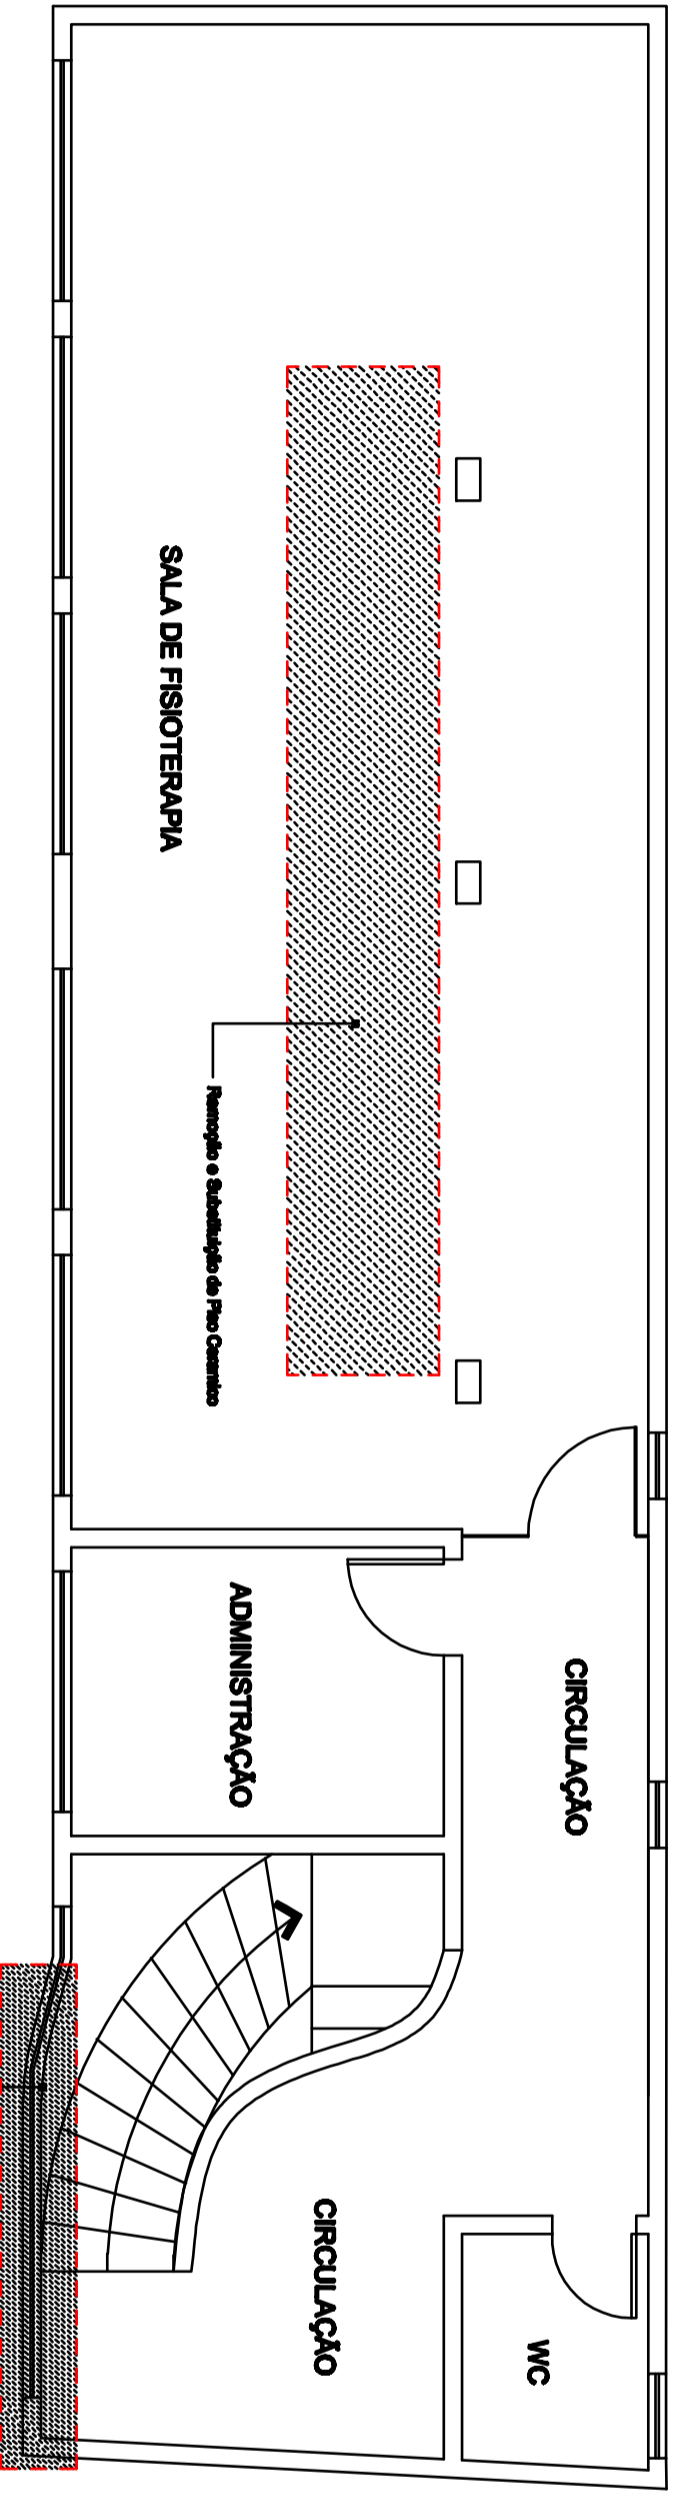 SALA DE FISIOTERAPIA
Remoção e Substituição de Piso Cerâmico
ADMINISTRAÇÃO
CIRCULAÇÃO
CIRCULAÇÃO
WC